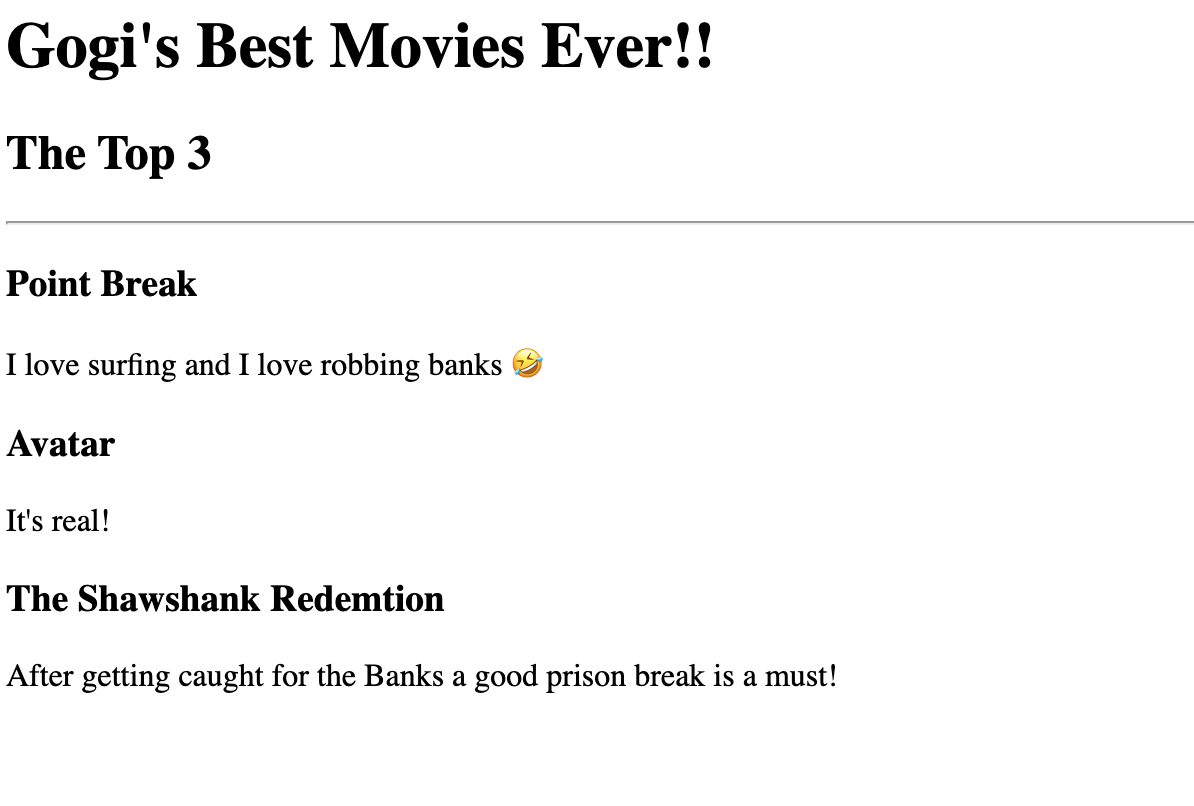 Gogi's Best Movies Ever!!
The Top 3
Point Break
I love surfing and I love robbing banks 🤣
Avatar
It's real!
The Shawshank Redemtion
After getting caught for the Banks a good prison break is a must!